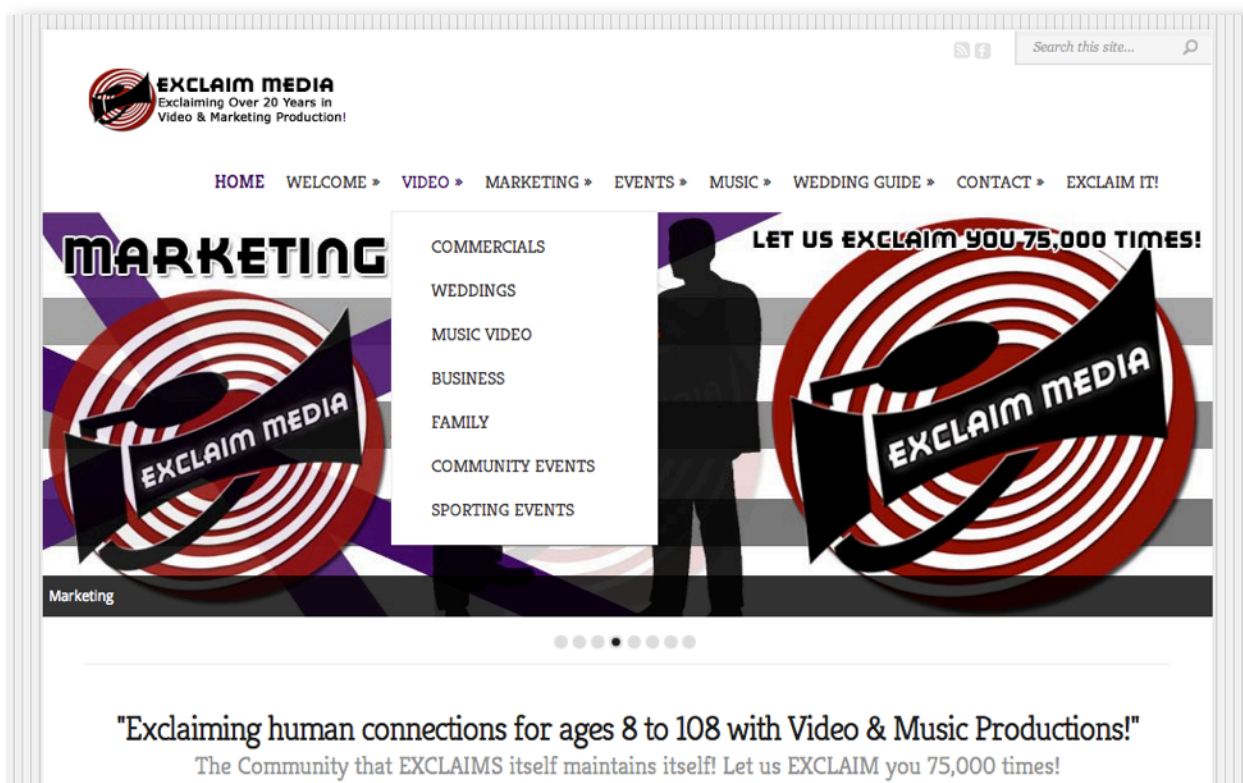 Search this site...
EXCLAIM MEDIA
Exclaiming Over 20 Years in
Video & Marketing Production!
HOME WELCOME » VIDEO » MARKETING » EVENTS » MUSIC » WEDDING GUIDE » CONTACT » EXCLAIM IT!
MARKETING
LET US EXCLAIM YOU 75,000 TIMES!
COMMERCIALS
WEDDINGS
MUSIC VIDEO
BUSINESS
FAMILY
COMMUNITY EVENTS
SPORTING EVENTS
EXCLAIM MEDIA
EXCLAIM MEDIA
Marketing
"Exclaiming human connections for ages 8 to 108 with Video & Music Productions!"
The Community that EXCLAIMS itself maintains itself! Let us EXCLAIM you 75,000 times!